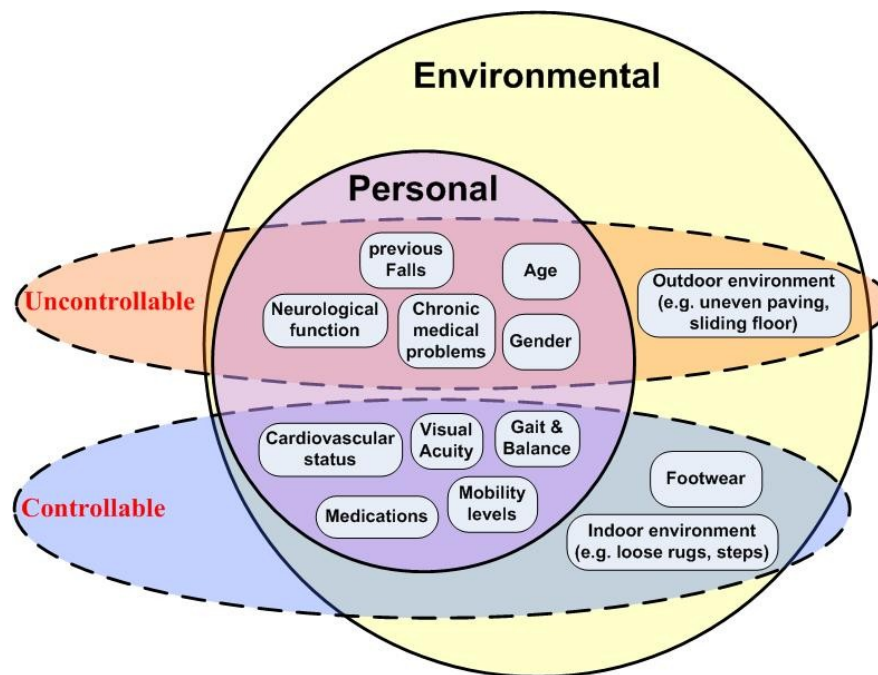 Environmental
Personal
Uncontrollable
previous
Falls
Age
Neurological
function
Chronic
medical
problems
Gender
Outdoor environment
(e.g. uneven paving,
sliding floor)
Controllable
Cardiovascular
status
Visual
Acuity
Gait &
Balance
Medications
Mobility
levels
Footwear
Indoor environment
(e.g. loose rugs, steps)